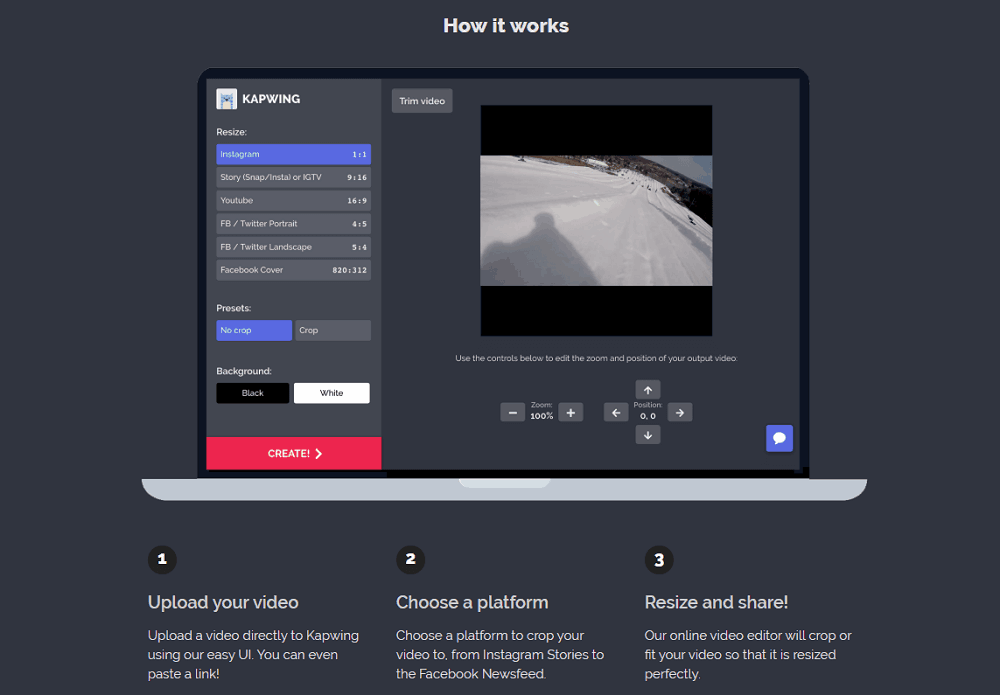 How it works
KAPWING
Resize:
Instagram 1:1
Story (Snap/Insta) or IGTV 9:16
Youtube 16:9
FB / Twitter Portrait 4:5
FB / Twitter Landscape 5:4
Facebook Cover 820:312
Presets:
No crop Crop
Background:
Black White
CREATE!
Trim video
Use the controls below to edit the zoom and position of your output video:
Zoom:
100%
Position:
0, 0
1
Upload your video
Upload a video directly to Kapwing
using our easy UI. You can even
paste a link!
2
Choose a platform
Choose a platform to crop your
video to, from Instagram Stories to
the Facebook Newsfeed.
3
Resize and share!
Our online video editor will crop or
fit your video so that it is resized
perfectly.